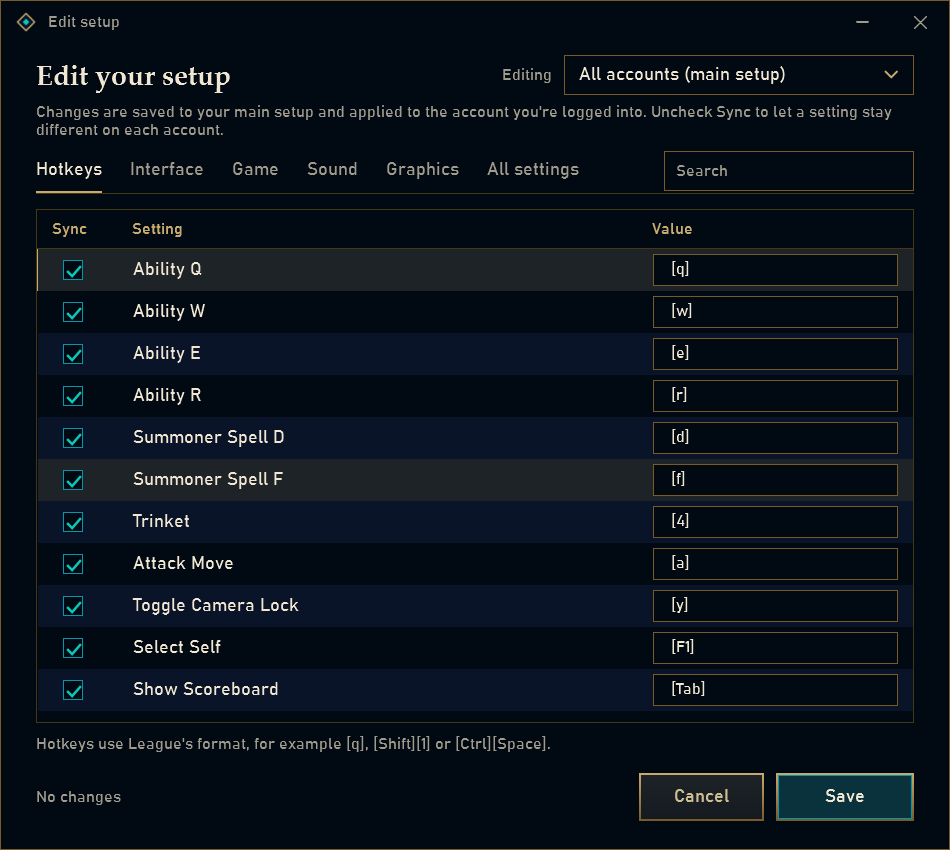 Edit setup
Edit your setup
Editing
All accounts (main setup)
Changes are saved to your main setup and applied to the account you're logged into. Uncheck Sync to let a setting stay
different on each account.
Hotkeys Interface Game Sound Graphics All settings
Search
Sync Setting Value
Ability Q [q]
Ability W [w]
Ability E [e]
Ability R [r]
Summoner Spell D [d]
Summoner Spell F [f]
Trinket [4]
Attack Move [a]
Toggle Camera Lock [y]
Select Self [F1]
Show Scoreboard [Tab]
Hotkeys use League's format, for example [q], [Shift][1] or [Ctrl][Space].
No changes
Cancel
Save